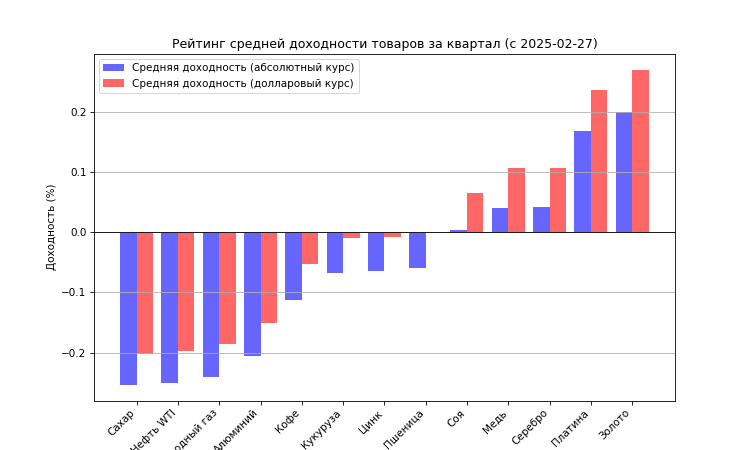 Рейтинг средней доходности товаров за квартал (с 2025-02-27)
Средняя доходность (абсолютный курс)
Средняя доходность (долларовый курс)
Доходность (%)
0.2
0.1
0.0
−0.1
−0.2
Сахар
Нефть WTI
одный газ
Алюминий
Кофе
Кукуруза
Цинк
Пшеница
Соя
Медь
Серебро
Платина
Золото